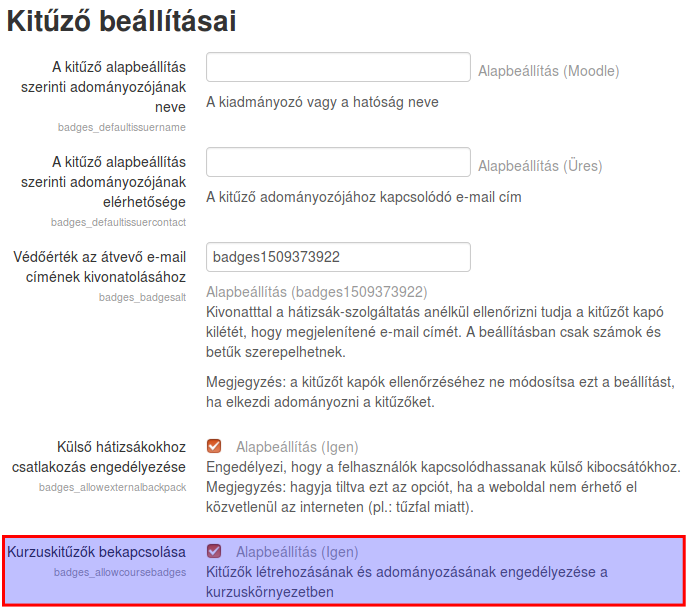 Kitűző beállításai
A kitűző alapbeállítás
szerinti adományozójának
neve
badges_defaultissuername
Alapbeállítás (Moodle)
A kiadmányozó vagy a hatóság neve
A kitűző alapbeállítás
szerinti adományozójának
elérhetősége
badges_defaultissuercontact
Alapbeállítás (Üres)
A kitűző adományozójához kapcsolódó e-mail cím
Védőérték az átvevő e-mail
címének kivonatolásához
badges_badgesalt
badges1509373922
Alapbeállítás (badges1509373922)
Kivonatttal a hátizsák-szolgáltatás anélkül ellenőrizni tudja a kitűzőt kapó
kilétét, hogy megjelenítené e-mail címét. A beállításban csak számok és
betűk szerepelhetnek.
Megjegyzés: a kitűzőt kapók ellenőrzéséhez ne módosítsa ezt a beállítást,
ha elkezdi adományozni a kitűzőket.
Külső hátizsákokhoz
csatlakozás engedélyezése
badges_allowexternalbackpack
Alapbeállítás (Igen)
Engedélyezi, hogy a felhasználók kapcsolódhassanak külső kibocsátókhoz.
Megjegyzés: hagyja tiltva ezt az opciót, ha a weboldal nem érhető el
közvetlenül az interneten (pl.: tűzfal miatt).
Kurzuskitűzők bekapcsolása
badges_allowcoursebadges
Alapbeállítás (Igen)
Kitűzők létrehozásának és adományozásának engedélyezése a
kurzuskörnyezetben